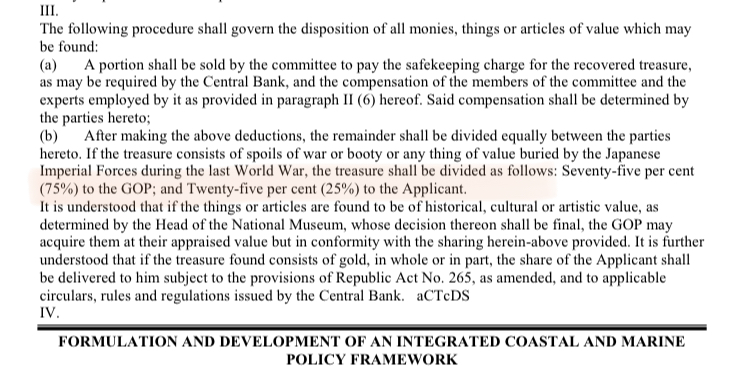 III.
The following procedure shall govern the disposition of all monies, things or articles of value which may
be found:
(a) A portion shall be sold by the committee to pay the safekeeping charge for the recovered treasure,
as may be required by the Central Bank, and the compensation of the members of the committee and the
experts employed by it as provided in paragraph II (6) hereof. Said compensation shall be determined by
the parties hereto;
(b) After making the above deductions, the remainder shall be divided equally between the parties
hereto. If the treasure consists of spoils of war or booty or any thing of value buried by the Japanese
Imperial Forces during the last World War, the treasure shall be divided as follows: Seventy-five per cent
(75%) to the GOP; and Twenty-five per cent (25%) to the Applicant.
It is understood that if the things or articles are found to be of historical, cultural or artistic value, as
determined by the Head of the National Museum, whose decision thereon shall be final, the GOP may
acquire them at their appraised value but in conformity with the sharing herein-above provided. It is further
understood that if the treasure found consists of gold, in whole or in part, the share of the Applicant shall
be delivered to him subject to the provisions of Republic Act No. 265, as amended, and to applicable
circulars, rules and regulations issued by the Central Bank. aCTcDS
IV.
FORMULATION AND DEVELOPMENT OF AN INTEGRATED COASTAL AND MARINE
POLICY FRAMEWORK